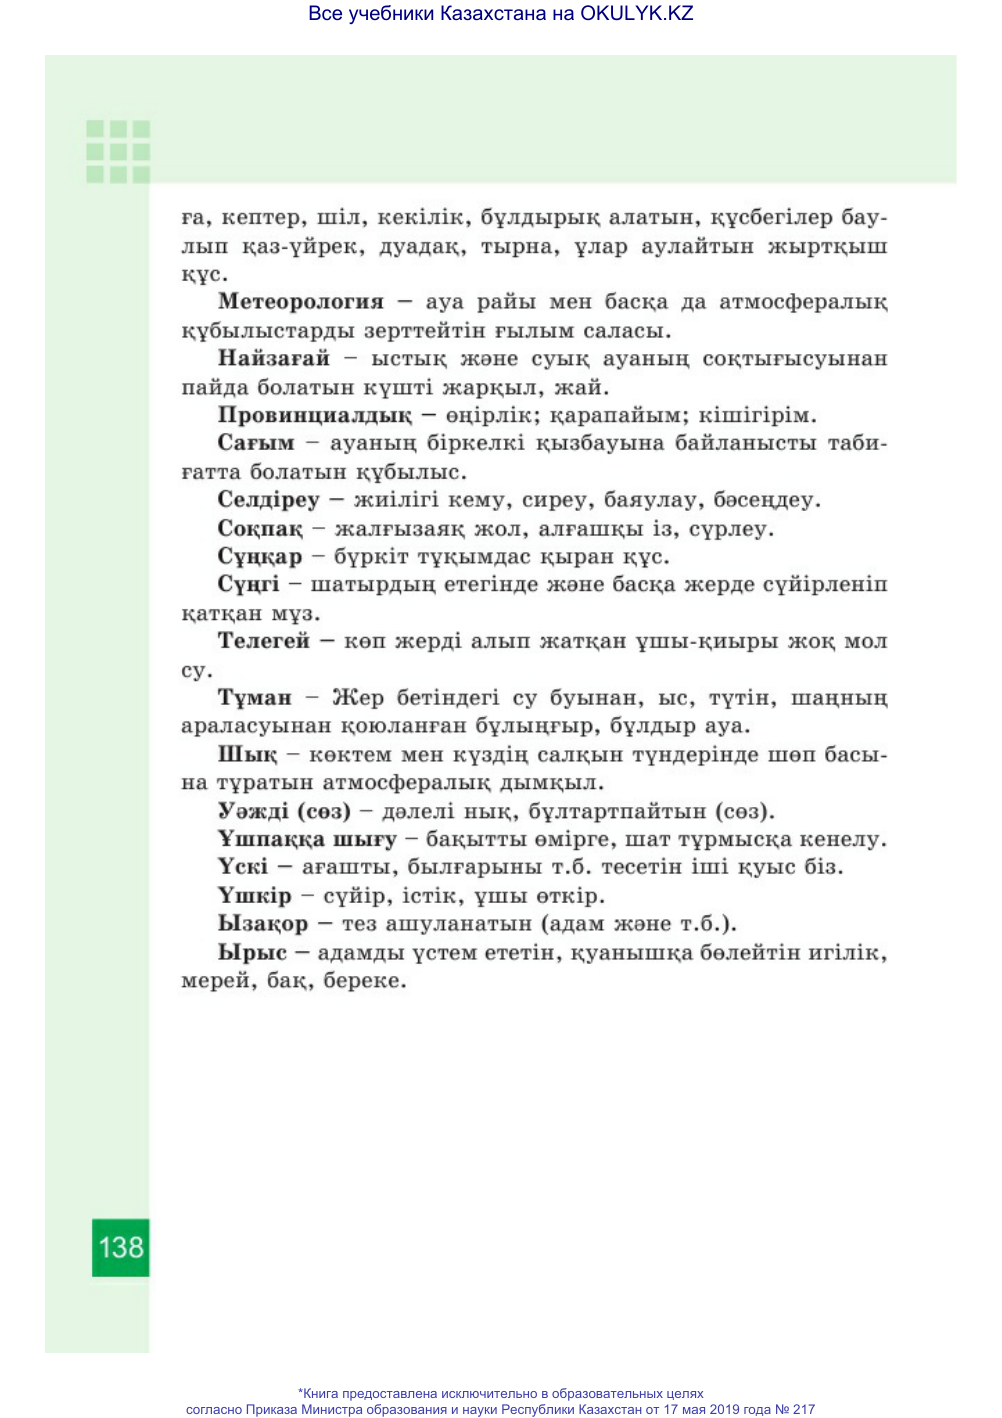 Все учебники Казахстана на OKULYK.KZ
ға, кептер, шіл, кекілік, бұлдырық алатын, құсбегілер бау-
лып қаз-үйрек, дуадақ, тырна, ұлар аулайтын жыртқыш
құс.
Метеорология – ауа райы мен басқа да атмосфералық
құбылыстарды зерттейтін ғылым саласы.
Найзағай – ыстық және суық ауаның соқтығысуынан
пайда болатын күшті жарқыл, жай.
Провинциалдық – өңірлік; қарапайым; кішігірім.
Сағым – ауаның біркелкі қызбауына байланысты таби-
ғатта болатын құбылыс.
Селдіреу – жиілігі кему, сиреу, баяулау, бәсеңдеу.
Соқпақ – жалғызаяқ жол, алғашқы із, сүрлеу.
Сұңқар – бүркіт тұқымдас қыран құс.
Сүңгі – шатырдың етегінде және басқа жерде сүйірленіп
қатқан мұз.
Телегей – көп жерді алып жатқан ұшы-қиыры жоқ мол
су.
Тұман – Жер бетіндегі су буынан, ыс, түтін, шаңның
араласуынан қоюланған бұлыңғыр, бұлдыр ауа.
Шық – көктем мен күздің салқын түндерінде шөп басы-
на тұратын атмосфералық дымқыл.
Уәжді (сөз) – дәлелі нық, бұлтартпайтын (сөз).
Ұшпаққа шығу – бақытты өмірге, шат тұрмысқа кенелу.
Үскі – ағашты, былғарыны т.б. тесетін іші қуыс біз.
Үшкір – сүйір, істік, ұшы өткір.
Ызақор – тез ашуланатын (адам және т.б.).
Ырыс – адамды үстем ететін, қуанышқа бөлейтін игілік,
мерей, бақ, береке.
138
*Книга предоставлена исключительно в образовательных целях
согласно Приказа Министра образования и науки Республики Казахстан от 17 мая 2019 года № 217